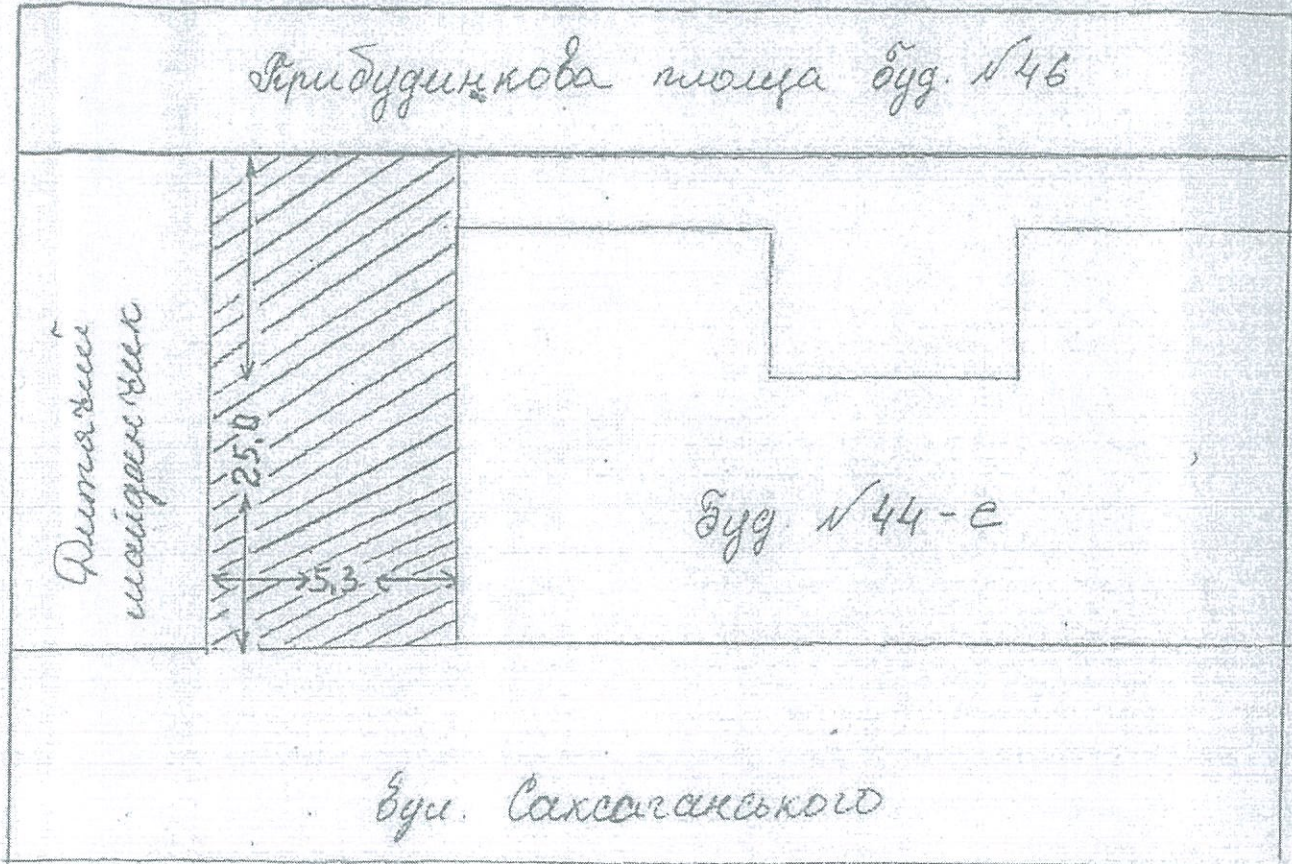 Прибудинкова площа буд. №46
Дитячий
майданчик
25,0
5,3
Буд. №44-е
вул. Саксаганського